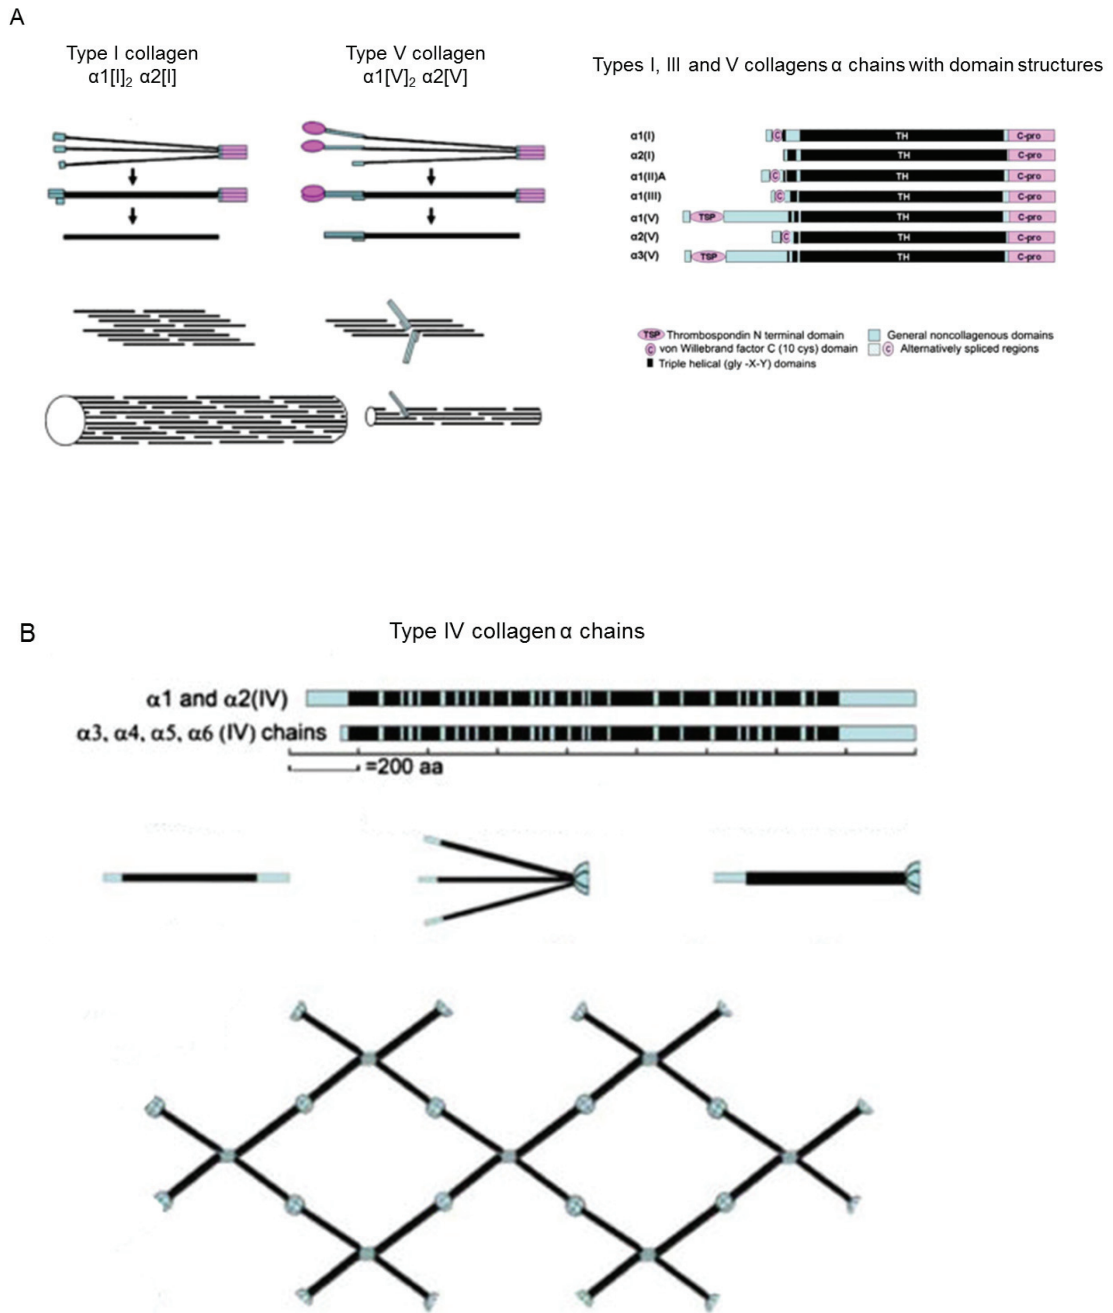 A
Type I collagen
α1[I]₂ α2[I]
Type V collagen
α1[V]₂ α2[V]
Types I, III and V collagens α chains with domain structures
α1(I) C TH C-pro
α2(I) TH C-pro
α1(II)A C TH C-pro
α1(III) C TH C-pro
α1(V) TSP TH C-pro
α2(V) C TH C-pro
α3(V) TSP TH C-pro
TSP Thrombospondin N terminal domain
C von Willebrand factor C (10 cys) domain
Triple helical (gly -X-Y) domains
General noncollagenous domains
C Alternatively spliced regions
B
Type IV collagen α chains
α1 and α2(IV)
α3, α4, α5, α6 (IV) chains
=200 aa